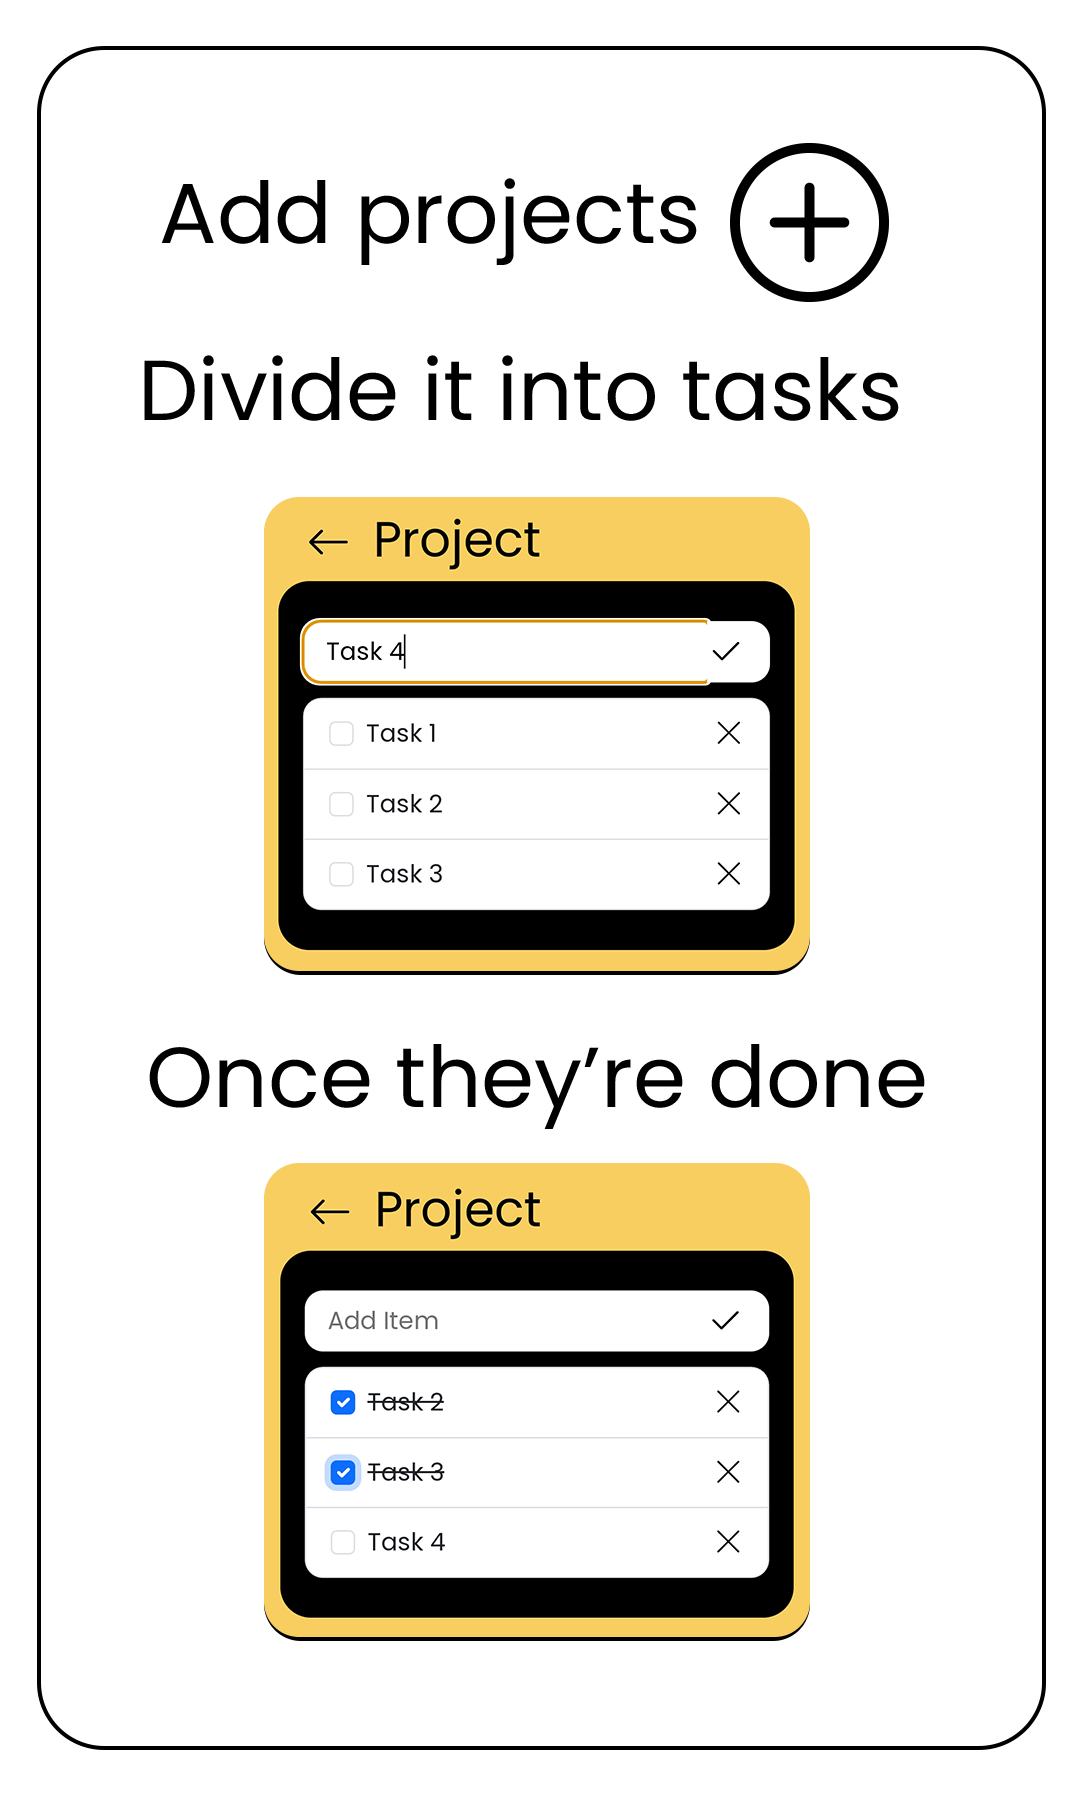 Add projects
Divide it into tasks
Project
Task 4
Task 1
Task 2
Task 3
Once they’re done
Project
Add Item
Task 2
Task 3
Task 4